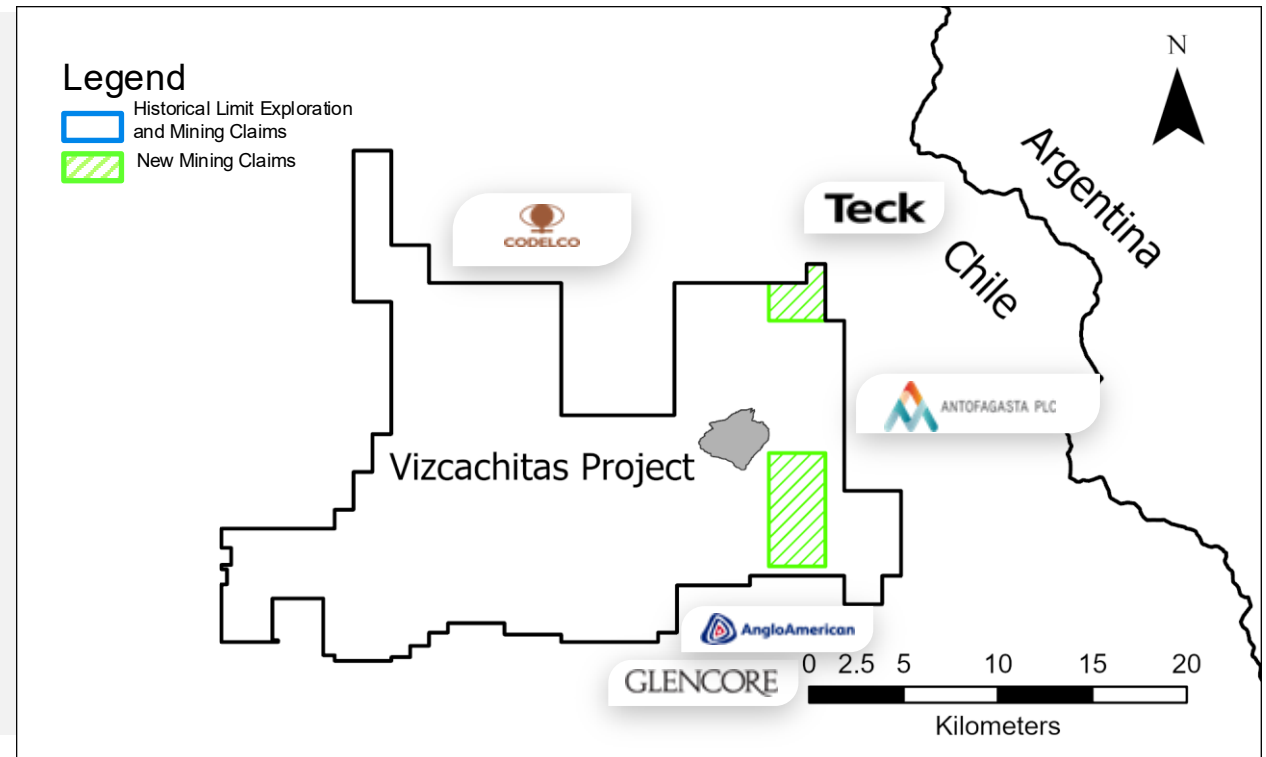 Legend
Historical Limit Exploration
and Mining Claims
New Mining Claims
N
Argentina
Chile
CODELCO
Teck
ANTOFAGASTA PLC
Vizcachitas Project
AngloAmerican
GLENCORE
0 2.5 5 10 15 20
Kilometers